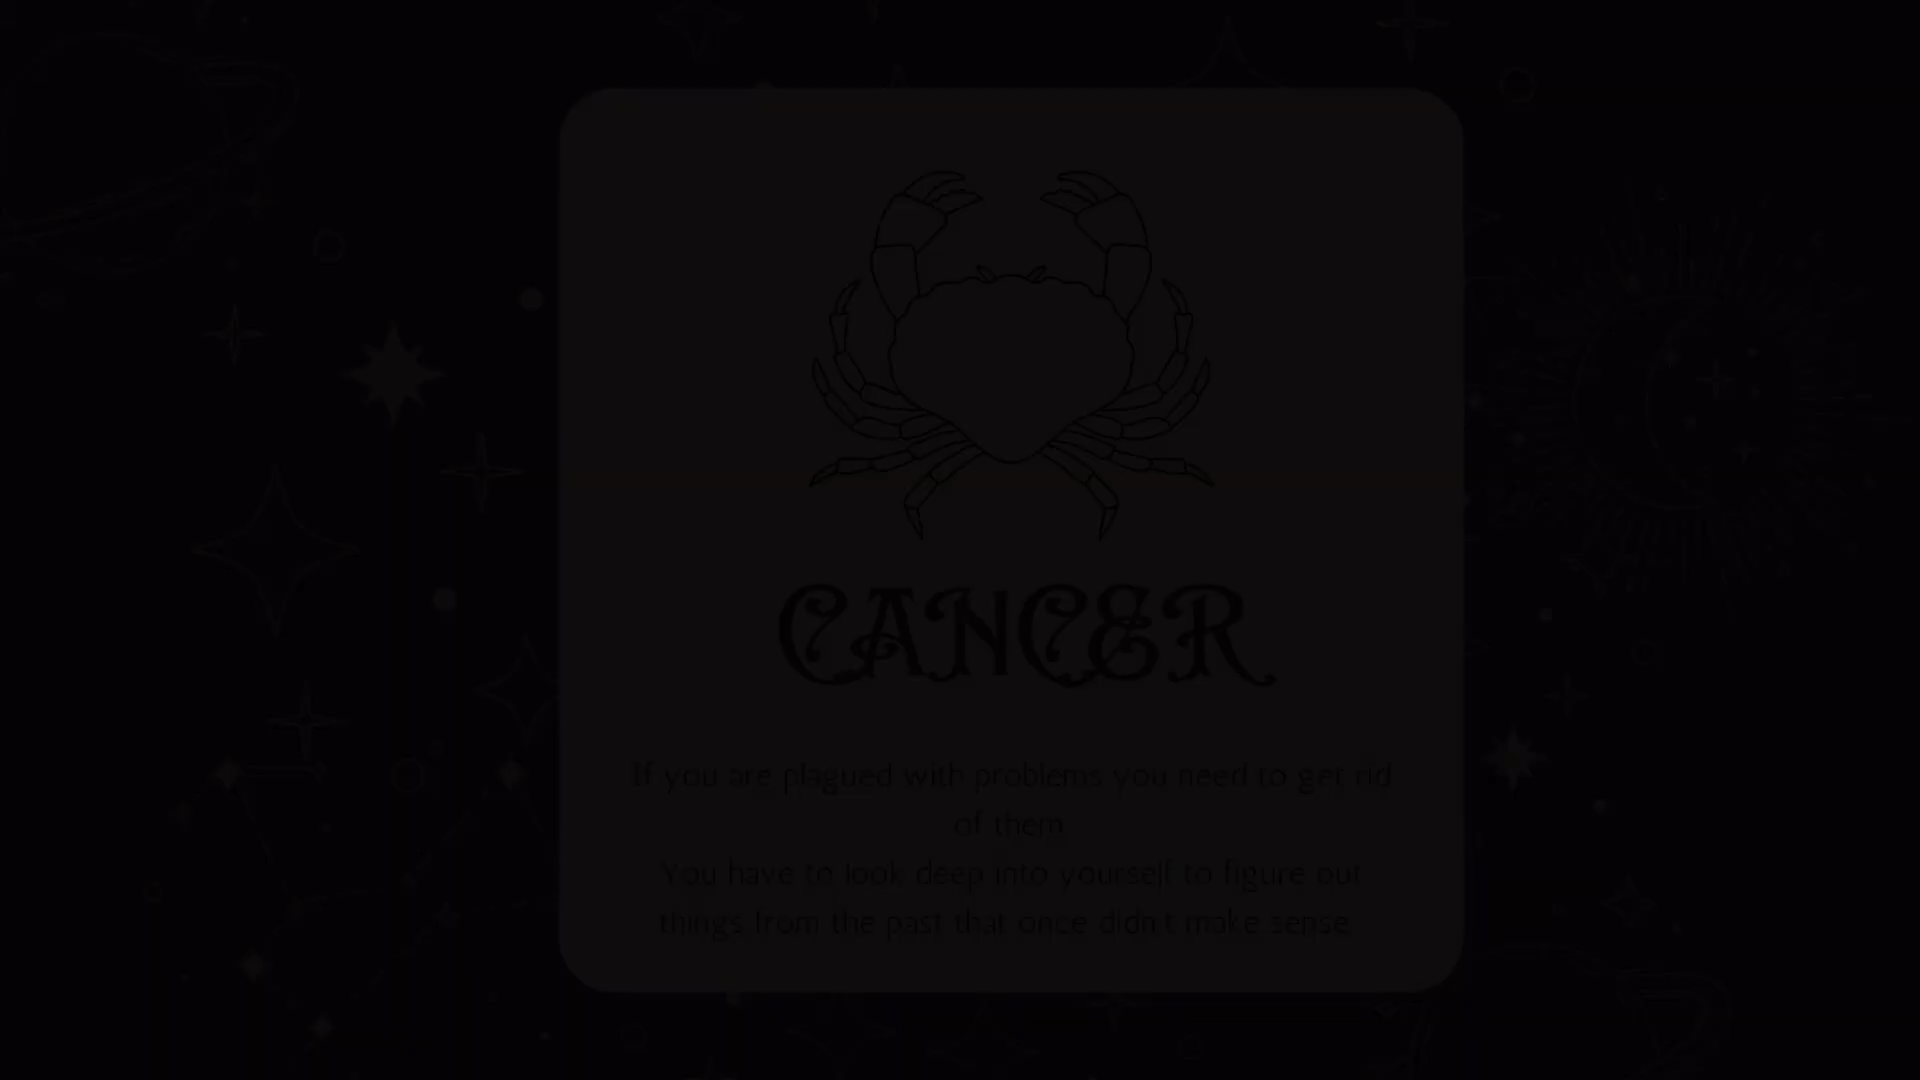 CANCER
If you are plagued with problems you need to get rid
of them
You have to look deep into yourself to figure out
things from the past that once didn't make sense